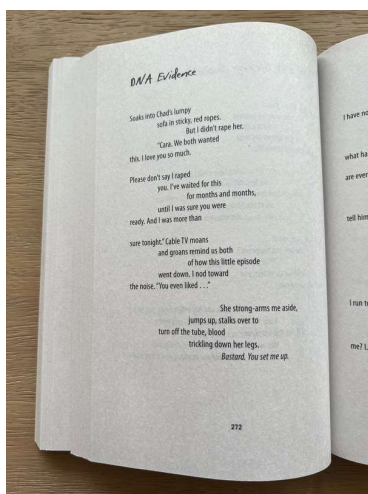 DNA Evidence
Soaks into Chad's lumpy
sofa in sticky, red ropes.
But I didn't rape her.
"Cara. We both wanted
this. I love you so much.
Please don't say I raped
you. I've waited for this
for months and months,
until I was sure you were
ready. And I was more than
sure tonight." Cable TV moans
and groans remind us both
of how this little episode
went down. I nod toward
the noise. "You even liked . . ."
She strong-arms me aside,
jumps up, stalks over to
turn off the tube, blood
trickling down her legs.
Bastard. You set me up.
272
I have
what
are
tell him
I run
me?